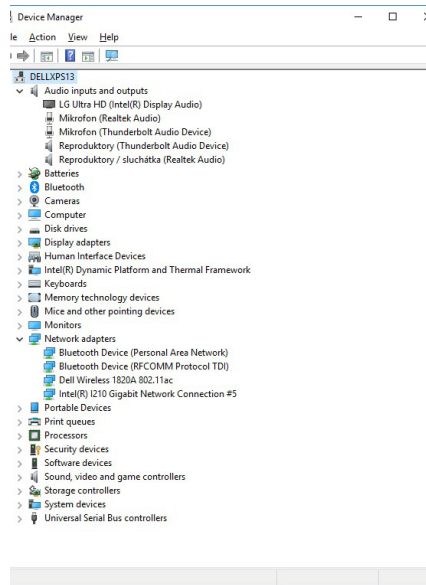 Device Manager
le Action View Help
DELLXPS13
Audio inputs and outputs
LG Ultra HD (Intel(R) Display Audio)
Mikrofon (Realtek Audio)
Mikrofon (Thunderbolt Audio Device)
Reproduktory (Thunderbolt Audio Device)
Reproduktory / sluchátka (Realtek Audio)
Batteries
Bluetooth
Cameras
Computer
Disk drives
Display adapters
Human Interface Devices
Intel(R) Dynamic Platform and Thermal Framework
Keyboards
Memory technology devices
Mice and other pointing devices
Monitors
Network adapters
Bluetooth Device (Personal Area Network)
Bluetooth Device (RFCOMM Protocol TDI)
Dell Wireless 1820A 802.11ac
Intel(R) I210 Gigabit Network Connection #5
Portable Devices
Print queues
Processors
Security devices
Software devices
Sound, video and game controllers
Storage controllers
System devices
Universal Serial Bus controllers